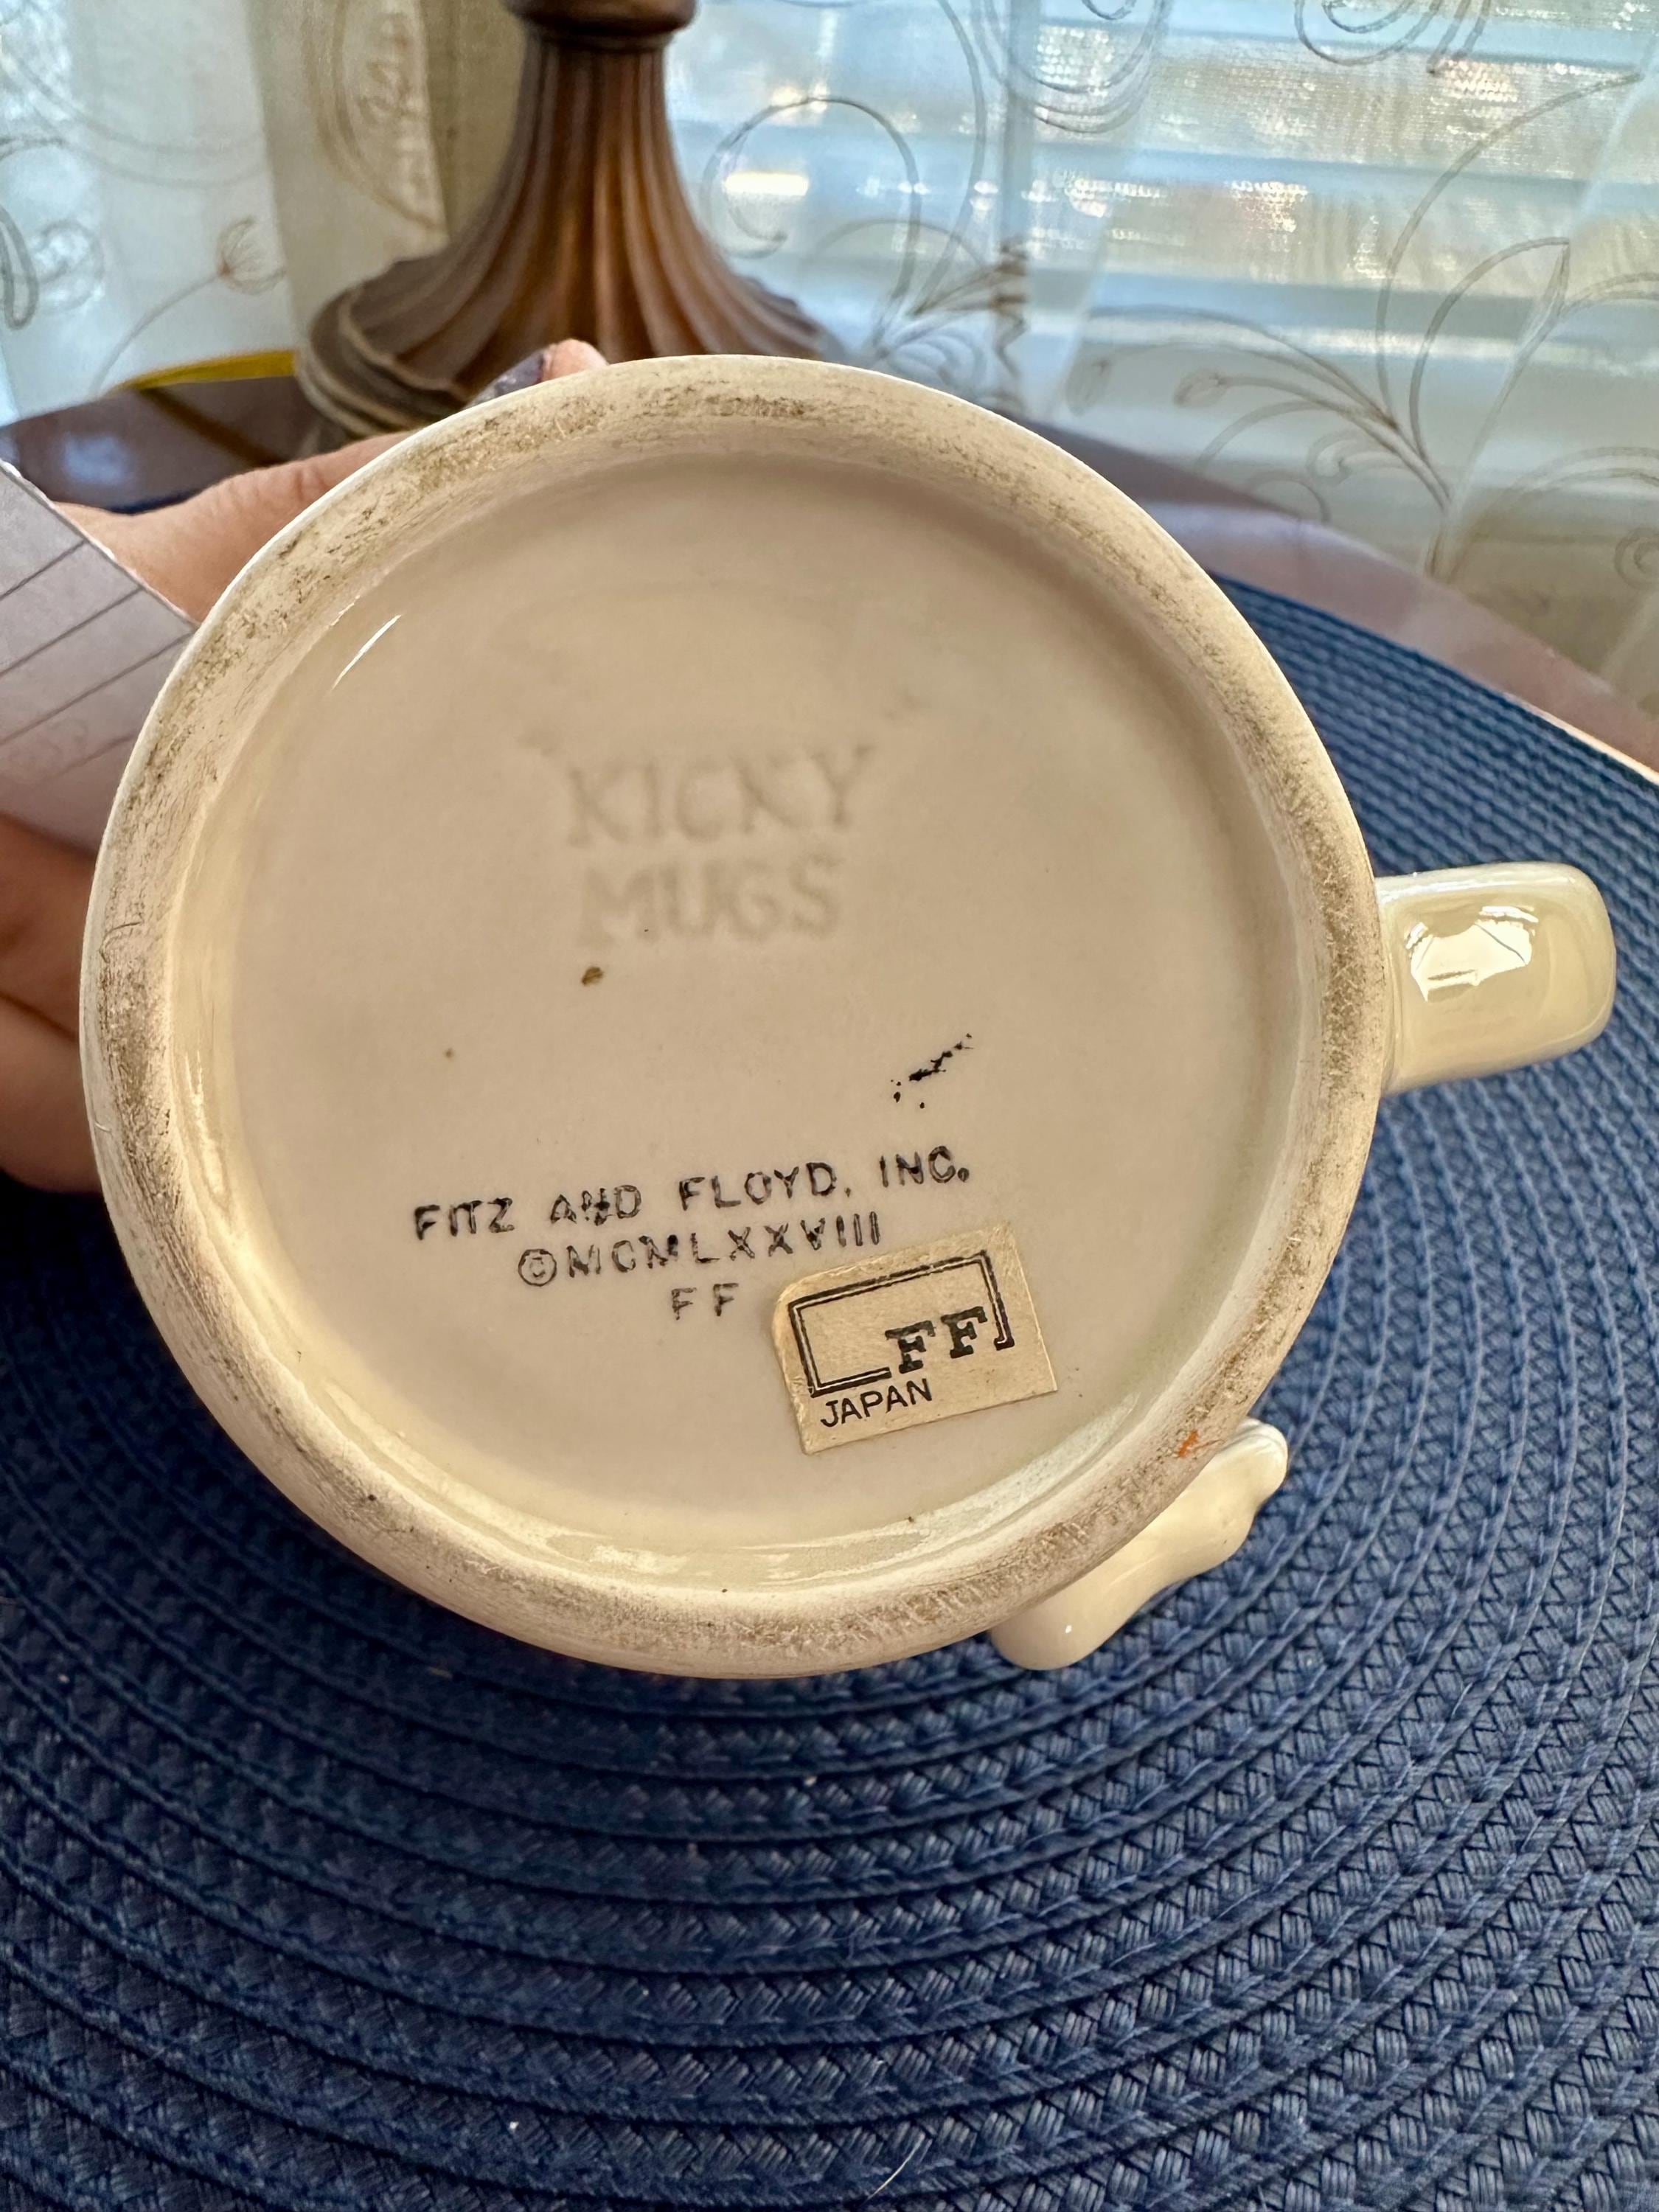 KICKY
MUGS
FITZ AND FLOYD, INC.
©MCMLXXVIII
FF
FF
JAPAN